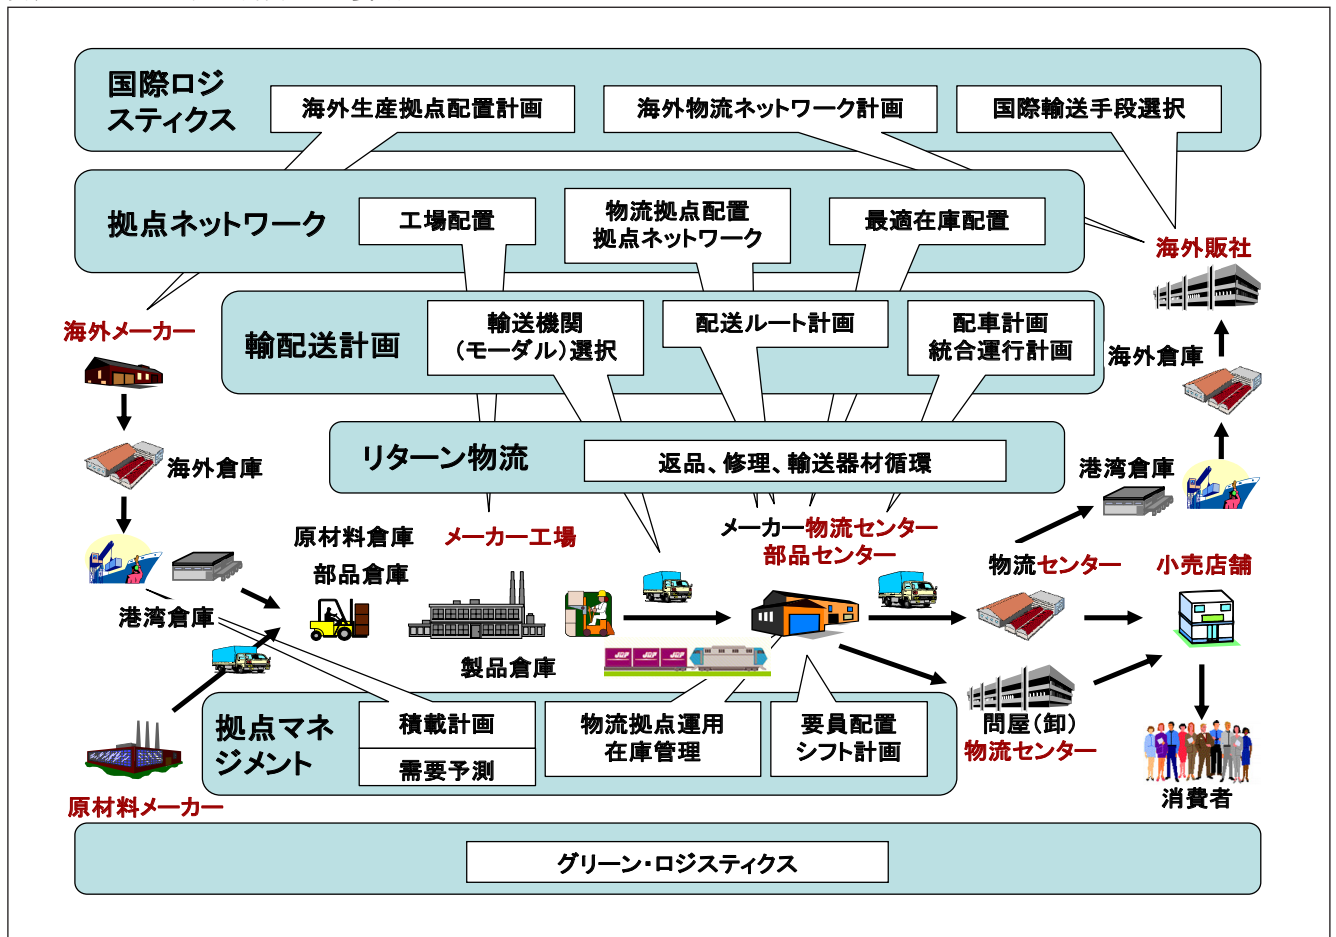 国際ロジ
スティクス
海外生産拠点配置計画
海外物流ネットワーク計画
国際輸送手段選択
拠点ネットワーク
工場配置
物流拠点配置
拠点ネットワーク
最適在庫配置
海外販社
海外メーカー
輸配送計画
輸送機関
（モーダル）選択
配送ルート計画
配車計画
統合運行計画
海外倉庫
リターン物流
返品、修理、輸送器材循環
海外倉庫
港湾倉庫
原材料倉庫
部品倉庫
メーカー工場
メーカー物流センター
部品センター
物流センター
小売店舗
港湾倉庫
製品倉庫
拠点マネ
ジメント
積載計画
需要予測
物流拠点運用
在庫管理
要員配置
シフト計画
問屋（卸）
物流センター
原材料メーカー
消費者
グリーン・ロジスティクス